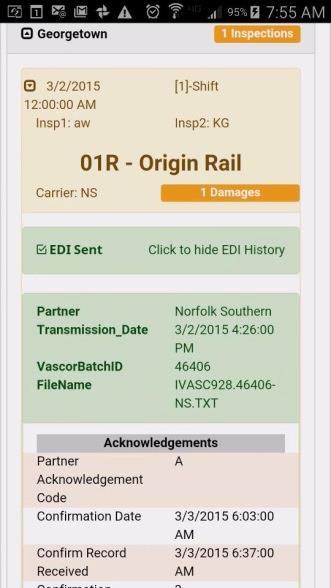 95% 7:55 AM
Georgetown 1 Inspections
3/2/2015 [1]-Shift
12:00:00 AM
Insp1: aw Insp2: KG
01R - Origin Rail
Carrier: NS 1 Damages
EDI Sent Click to hide EDI History
Partner Norfolk Southern
Transmission_Date 3/2/2015 4:26:00
PM
VascorBatchID 46406
FileName IVASC928.46406-
NS.TXT
Acknowledgements
Partner A
Acknowledgement
Code
Confirmation Date 3/3/2015 6:03:00
AM
Confirm Record 3/3/2015 6:37:00
Received AM